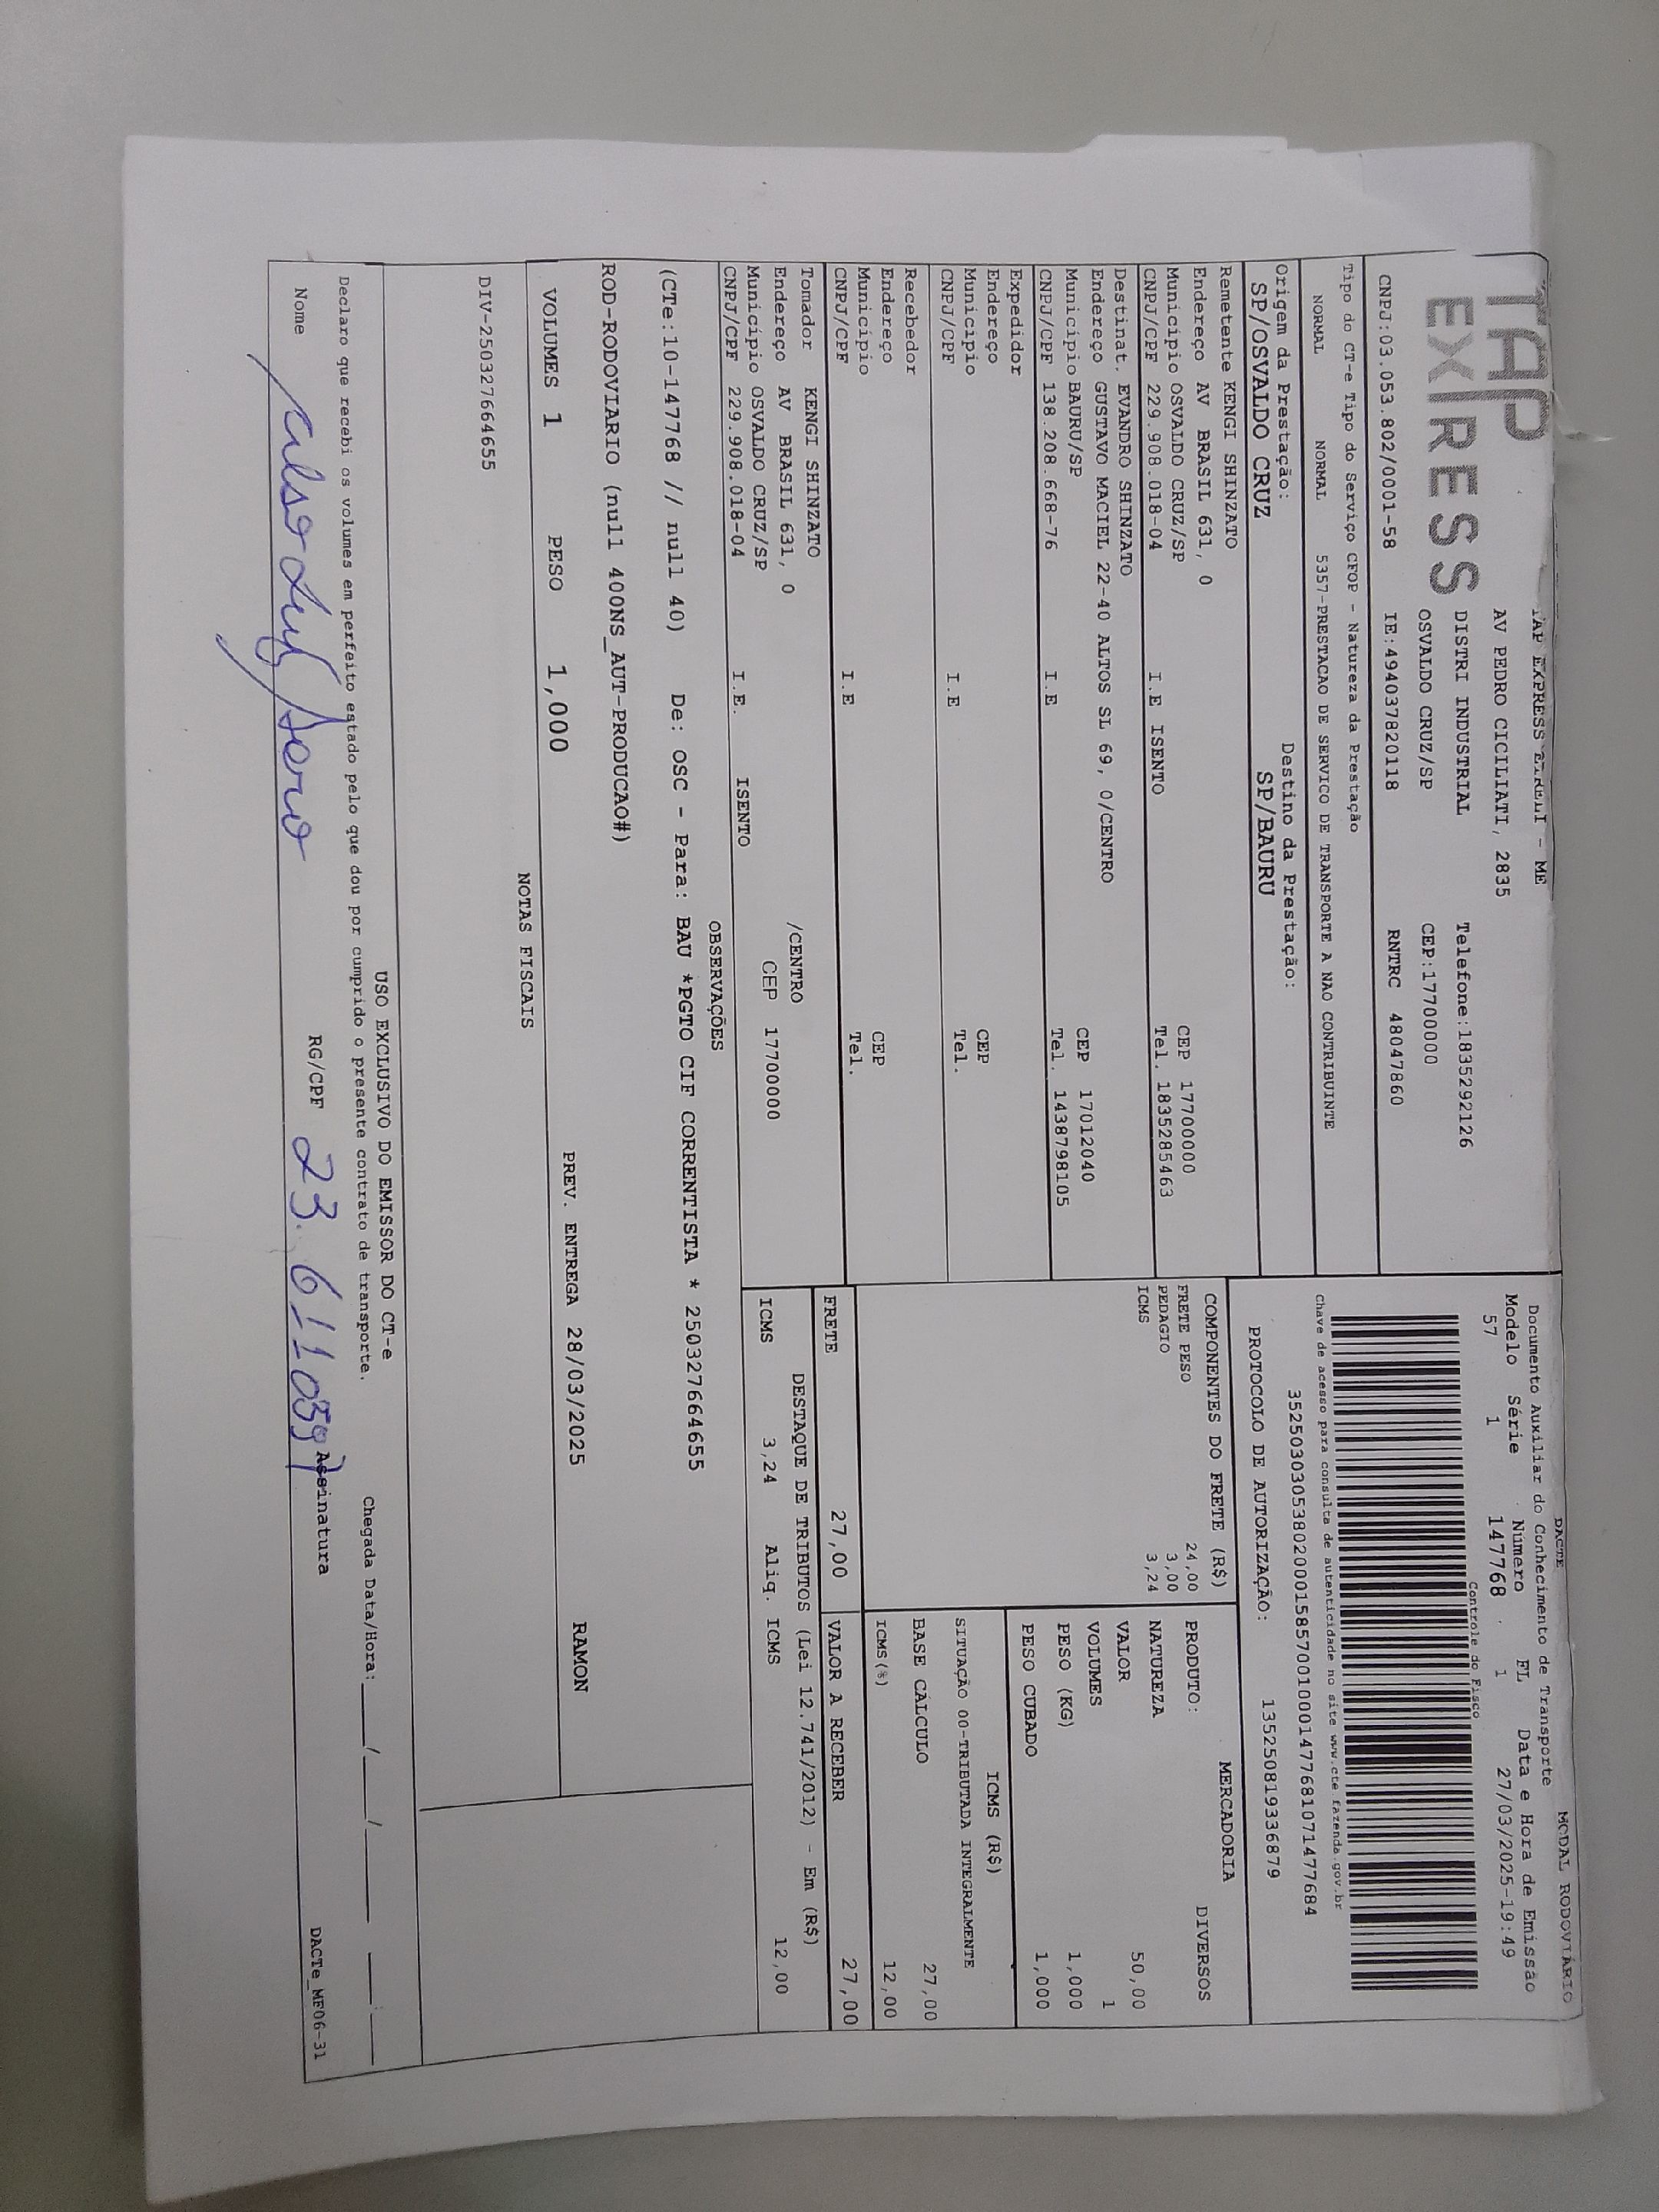 TAP
EXPRESS
TAP EXPRESS EIRELI - ME
AV PEDRO CICILIATI, 2835
DISTRI INDUSTRIAL Telefone:1835292126
OSVALDO CRUZ/SP CEP:17700000
CNPJ:03.053.802/0001-58 IE:494037820118 RNTRC 48047860
DACTE MODAL RODOVIÁRIO
Documento Auxiliar do Conhecimento de Transporte
Modelo Série Número FL Data e Hora de Emissão
57 1 147768 1 27/03/2025-19:49
Controle do Fisco
Chave de acesso para consulta de autenticidade no site www.cte.fazenda.gov.br
35250303053802000158570010001477681071477684
PROTOCOLO DE AUTORIZAÇÃO: 135250819336879
Tipo do CT-e Tipo do Serviço CFOP - Natureza da Prestação
NORMAL NORMAL 5357-PRESTACAO DE SERVICO DE TRANSPORTE A NAO CONTRIBUINTE
Origem da Prestação: Destino da Prestação:
SP/OSVALDO CRUZ SP/BAURU
Remetente KENGI SHINZATO
Endereço AV BRASIL 631, 0 CEP 17700000
Município OSVALDO CRUZ/SP Tel. 1835285463
CNPJ/CPF 229.908.018-04 I.E ISENTO
Destinat. EVANDRO SHINZATO
Endereço GUSTAVO MACIEL 22-40 ALTOS SL 69, 0/CENTRO
Município BAURU/SP CEP 17012040
CNPJ/CPF 138.208.668-76 I.E Tel. 1438798105
Expedidor
Endereço
Município CEP
CNPJ/CPF I.E Tel.
Recebedor
Endereço
Município CEP
CNPJ/CPF I.E Tel.
Tomador KENGI SHINZATO
Endereço AV BRASIL 631, 0 /CENTRO
Município OSVALDO CRUZ/SP CEP 17700000
CNPJ/CPF 229.908.018-04 I.E. ISENTO
COMPONENTES DO FRETE (R$)
FRETE PESO 24,00
PEDAGIO 3,00
ICMS 3,24
MERCADORIA
PRODUTO: DIVERSOS
NATUREZA
VALOR 50,00
VOLUMES 1
PESO (KG) 1,000
PESO CUBADO 1,000
ICMS (R$)
SITUAÇÃO 00-TRIBUTADA INTEGRALMENTE
BASE CÁLCULO 27,00
ICMS(%) 12,00
FRETE 27,00 VALOR A RECEBER 27,00
DESTAQUE DE TRIBUTOS (Lei 12.741/2012) - Em (R$)
ICMS 3,24 Aliq. ICMS 12,00
OBSERVAÇÕES
(CTe:10-147768 // null 40) De: OSC - Para: BAU *PGTO CIF CORRENTISTA * 250327664655
ROD-RODOVIARIO (null 400NS_AUT-PRODUCAO#)
VOLUMES 1 PESO 1,000 PREV. ENTREGA 28/03/2025 RAMON
NOTAS FISCAIS
DIV-250327664655
USO EXCLUSIVO DO EMISSOR DO CT-e
Declaro que recebi os volumes em perfeito estado pelo que dou por cumprido o presente contrato de transporte. Chegada Data/Hora:____/____/____ ___:___
Nome RG/CPF 23.611039 Assinatura
DACTe_MF06-31